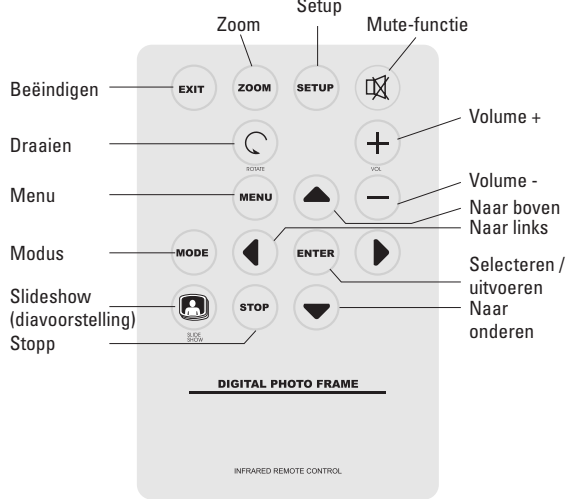 Setup
Zoom
Mute-functie
Beëindigen
EXIT
ZOOM
SETUP
Volume +
Draaien
ROTATE
VOL
Menu
MENU
Volume -
Naar boven
Naar links
Modus
MODE
ENTER
Selecteren /
uitvoeren
Slideshow
(diavoorstelling)
SLIDE
SHOW
STOP
Naar
onderen
Stopp
DIGITAL PHOTO FRAME
INFRARED REMOTE CONTROL